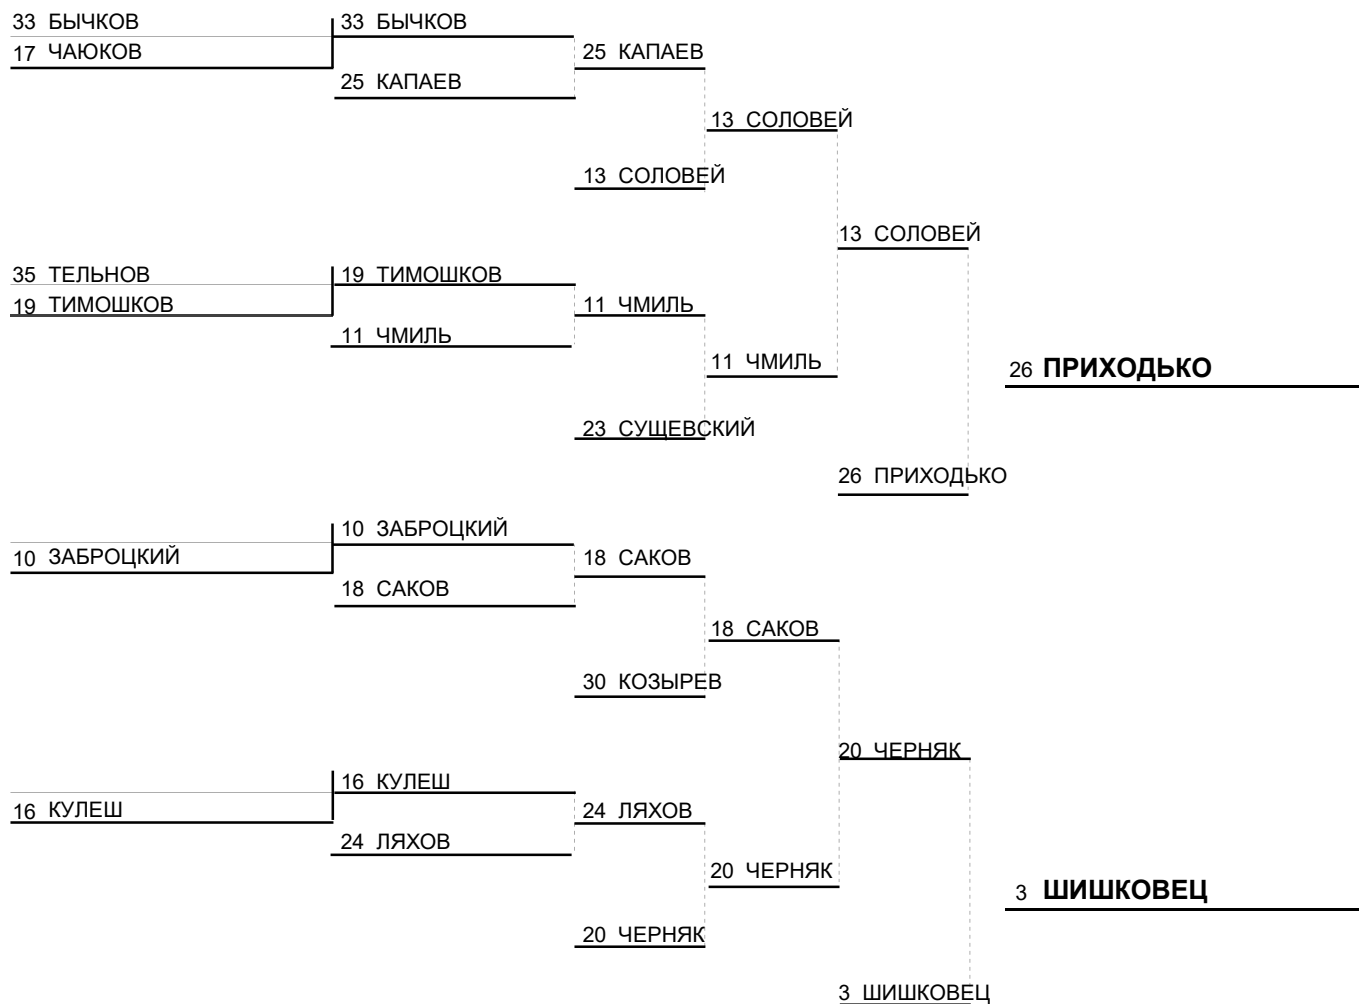 33 БЫЧКОВ
17 ЧАЮКОВ
33 БЫЧКОВ
25 КАПАЕВ
25 КАПАЕВ
13 СОЛОВЕЙ
13 СОЛОВЕЙ
13 СОЛОВЕЙ
35 ТЕЛЬНОВ
19 ТИМОШКОВ
19 ТИМОШКОВ
11 ЧМИЛЬ
11 ЧМИЛЬ
11 ЧМИЛЬ
23 СУЩЕВСКИЙ
26 ПРИХОДЬКО
26 ПРИХОДЬКО
10 ЗАБРОЦКИЙ
10 ЗАБРОЦКИЙ
18 САКОВ
18 САКОВ
18 САКОВ
30 КОЗЫРЕВ
20 ЧЕРНЯК
16 КУЛЕШ
16 КУЛЕШ
24 ЛЯХОВ
24 ЛЯХОВ
20 ЧЕРНЯК
20 ЧЕРНЯК
3 ШИШКОВЕЦ
3 ШИШКОВЕЦ